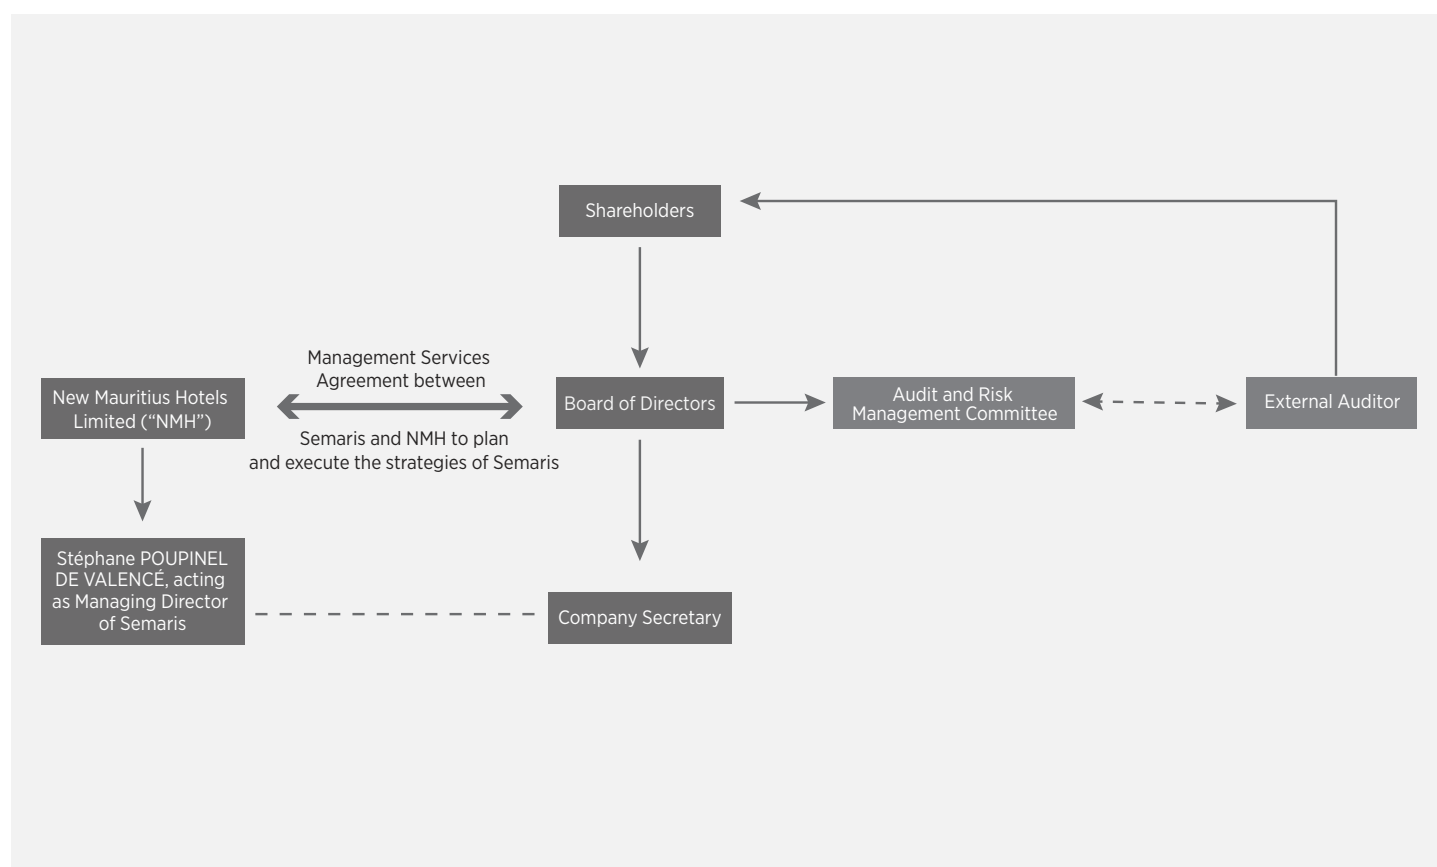 Shareholders
Management Services
Agreement between
New Mauritius Hotels
Limited (“NMH”)
Semaris and NMH to plan
and execute the strategies of Semaris
Board of Directors
Audit and Risk
Management Committee
External Auditor
Stéphane POUPINEL
DE VALENCÉ, acting
as Managing Director
of Semaris
Company Secretary